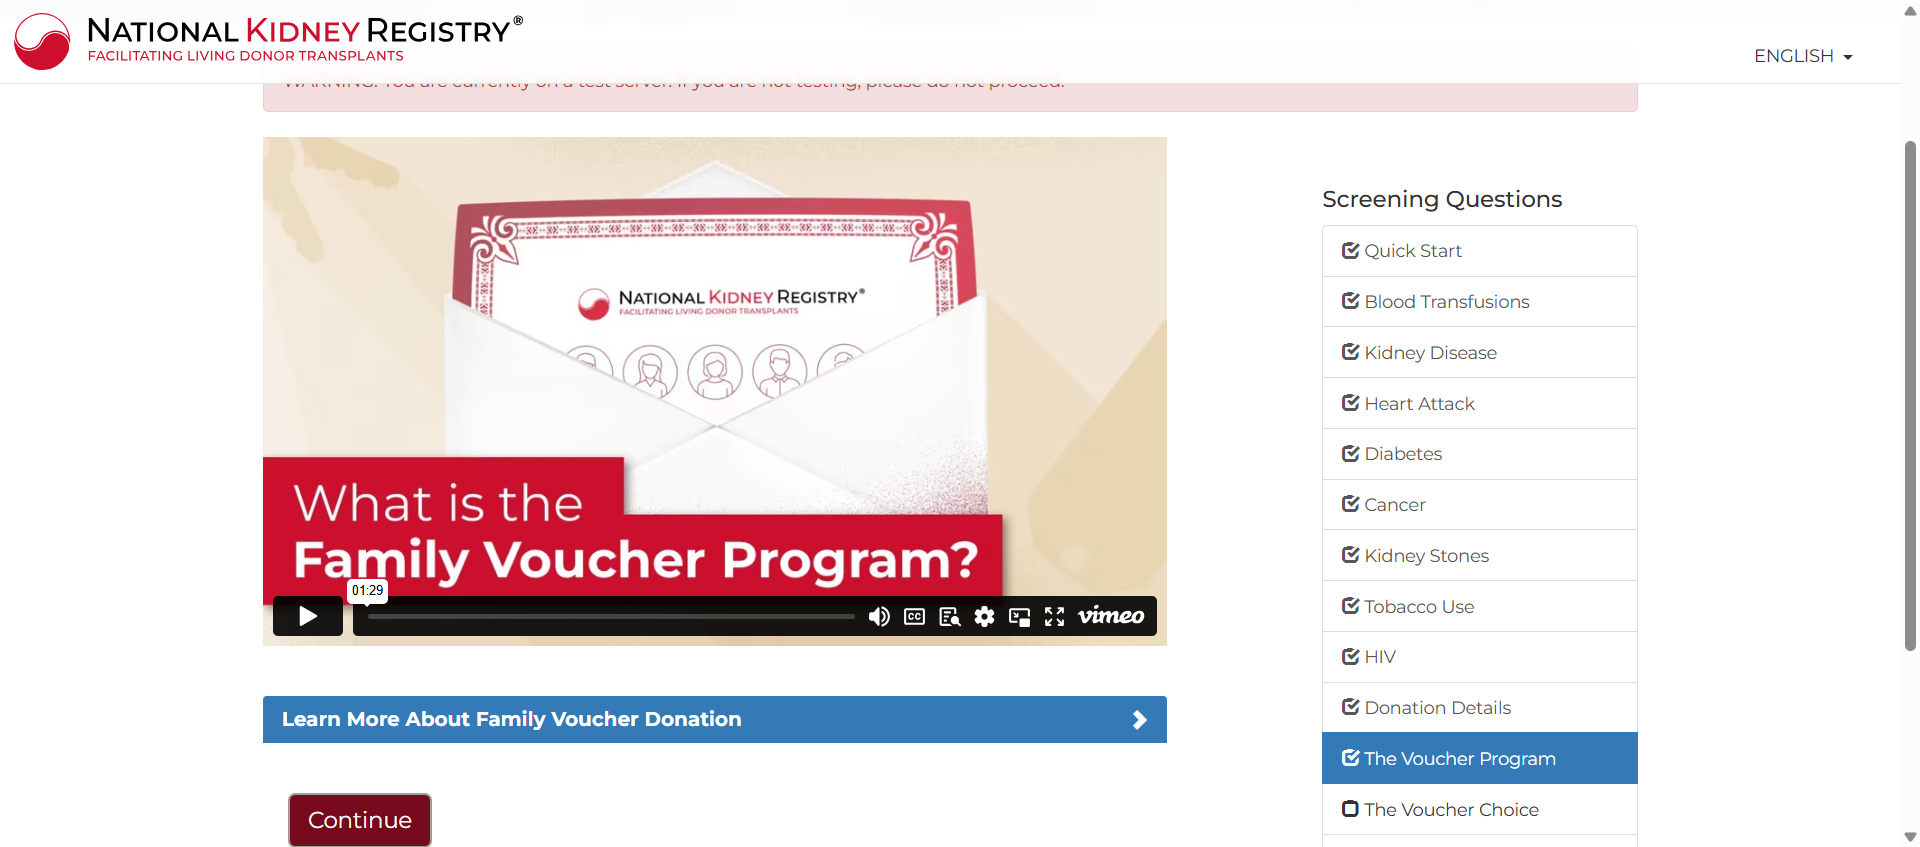 NATIONAL KIDNEY REGISTRY®
FACILITATING LIVING DONOR TRANSPLANTS
ENGLISH
WARNING: You are currently on a test server. If you are not testing, please do not proceed.
NATIONAL KIDNEY REGISTRY®
FACILITATING LIVING DONOR TRANSPLANTS
What is the
Family Voucher Program?
01:29
CC
vimeo
Learn More About Family Voucher Donation
Continue
Screening Questions
Quick Start
Blood Transfusions
Kidney Disease
Heart Attack
Diabetes
Cancer
Kidney Stones
Tobacco Use
HIV
Donation Details
The Voucher Program
The Voucher Choice